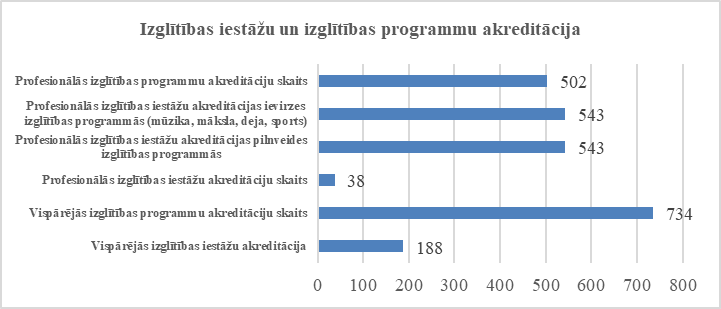 Izglītības iestāžu un izglītības programmu akreditācija
Profesionālās izglītības programmu akreditāciju skaits
502
Profesionālās izglītības iestāžu akreditācijas ievirzes
izglītības programmās (mūzika, māksla, deja, sports)
543
Profesionālās izglītības iestāžu akreditācijas pilnveides
izglītības programmās
543
Profesionālās izglītības iestāžu akreditāciju skaits
38
Vispārējās izglītības programmu akreditāciju skaits
734
Vispārējās izglītības iestāžu akreditācija
188
0 100 200 300 400 500 600 700 800